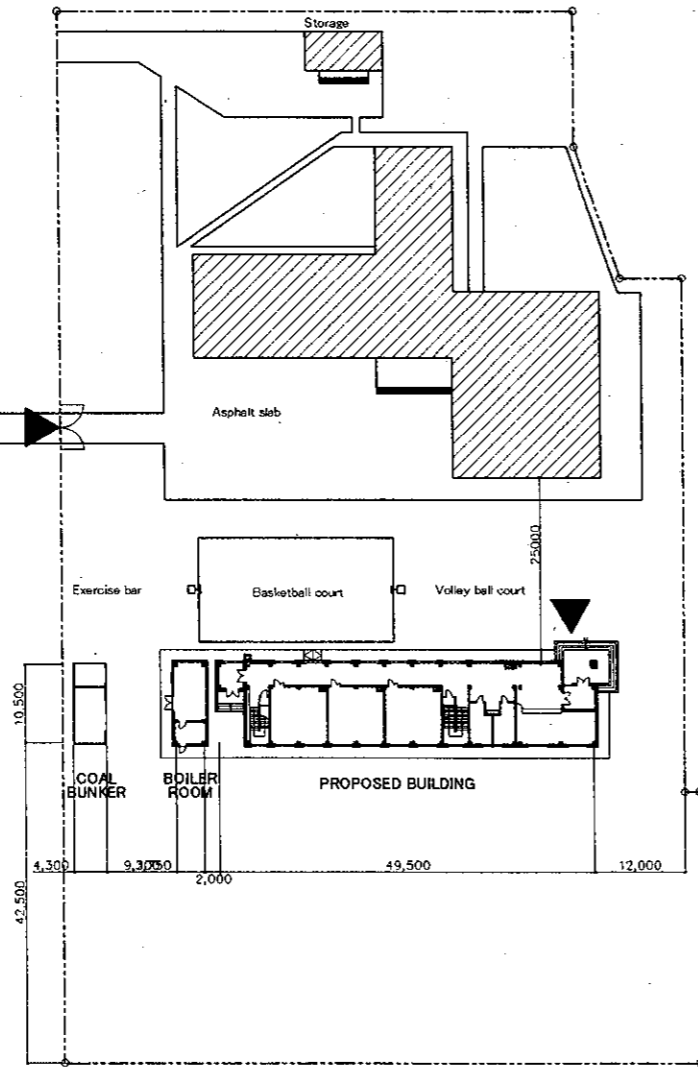 Storage
Asphalt slab
25000
Exercise bar
Basketball court
Volley ball court
10,500
COAL
BUNKER
BOILER
ROOM
PROPOSED BUILDING
4,300
49,500
12,000
2,000
42,500